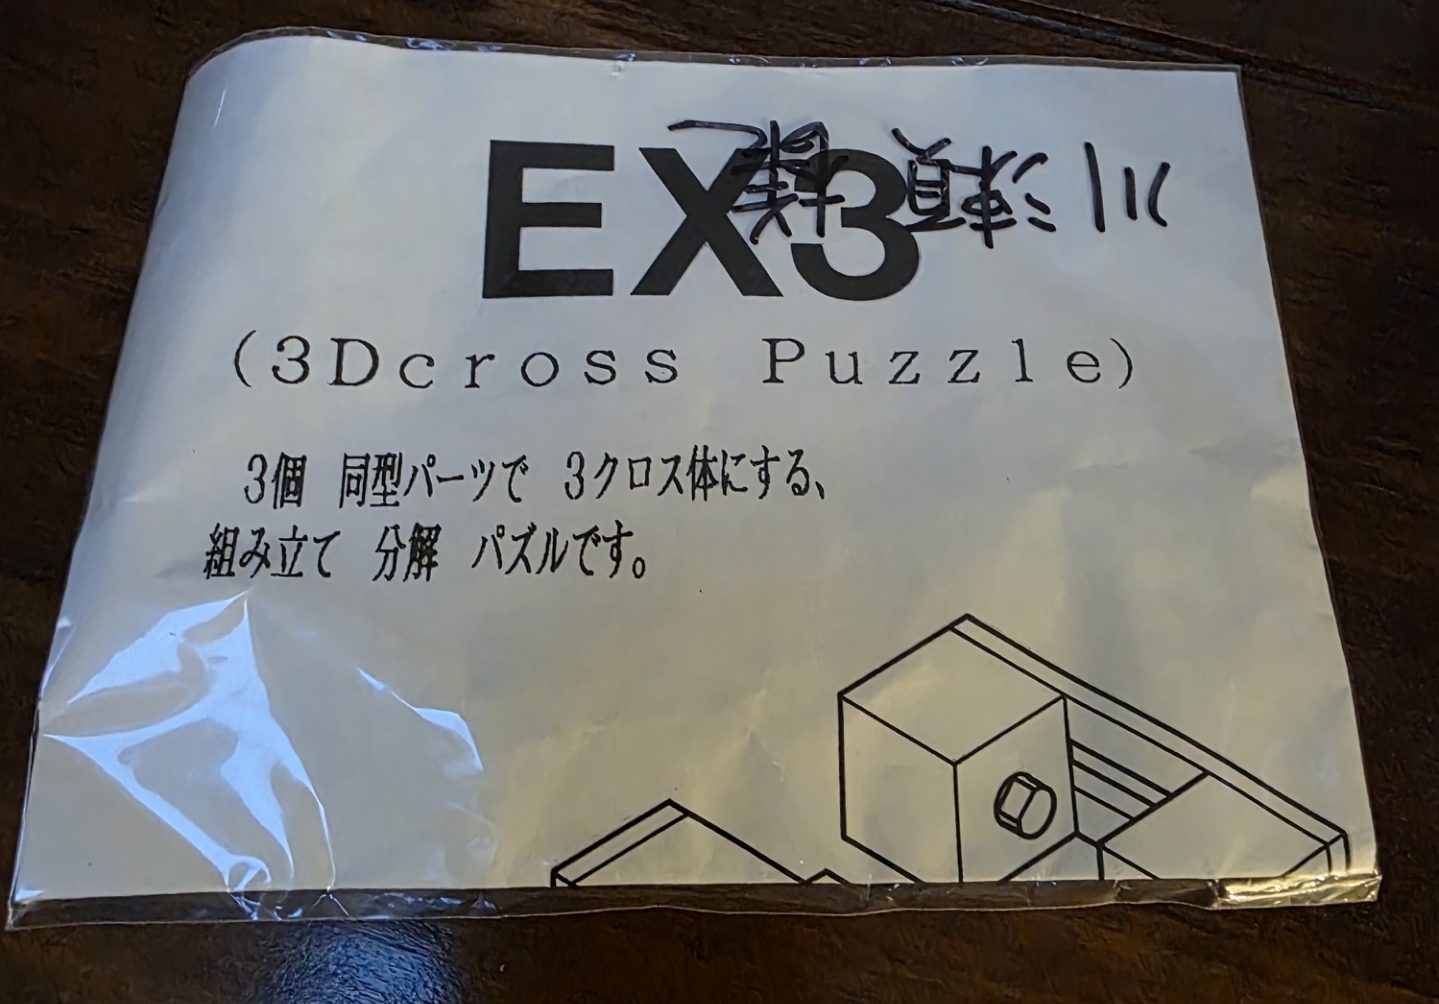 EX3
(3Dcross Puzzle)
3個 同型パーツで 3クロス体にする、
組み立て 分解 パズルです。